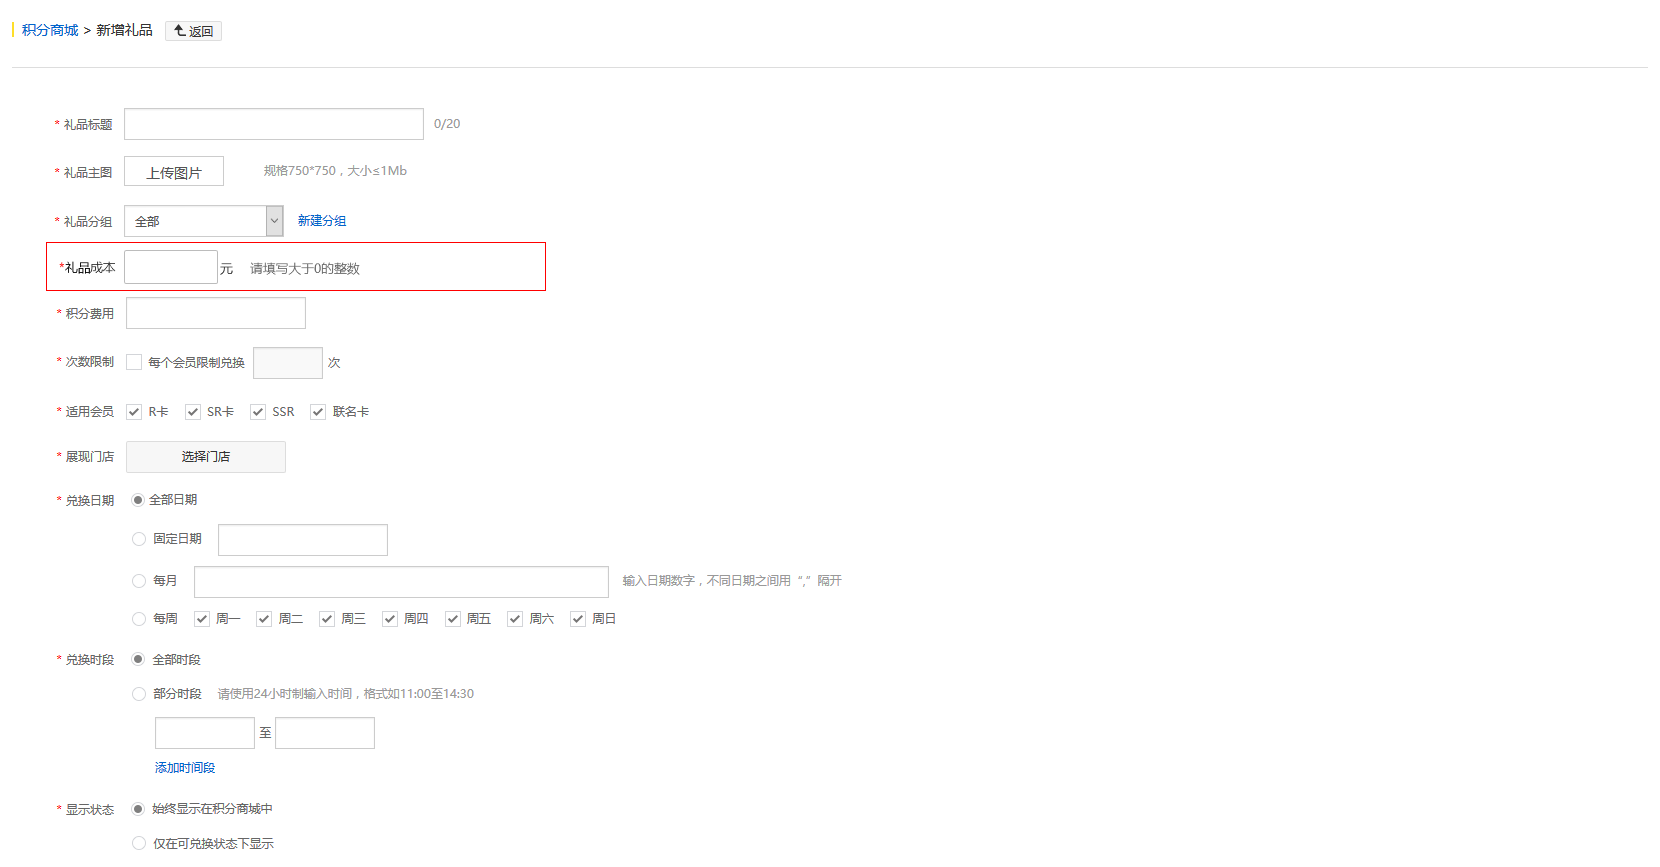 积分商城 > 新增礼品 返回
* 礼品标题 0/20
* 礼品主图 上传图片 规格750*750，大小≤1Mb
* 礼品分组 全部 新建分组
*礼品成本 元 请填写大于0的整数
* 积分费用
* 次数限制 每个会员限制兑换 次
* 适用会员 R卡 SR卡 SSR 联名卡
* 展现门店 选择门店
* 兑换日期 全部日期
固定日期
每月 输入日期数字，不同日期之间用“,”隔开
每周 周一 周二 周三 周四 周五 周六 周日
* 兑换时段 全部时段
部分时段 请使用24小时制输入时间，格式如11:00至14:30
至
添加时间段
* 显示状态 始终显示在积分商城中
仅在可兑换状态下显示